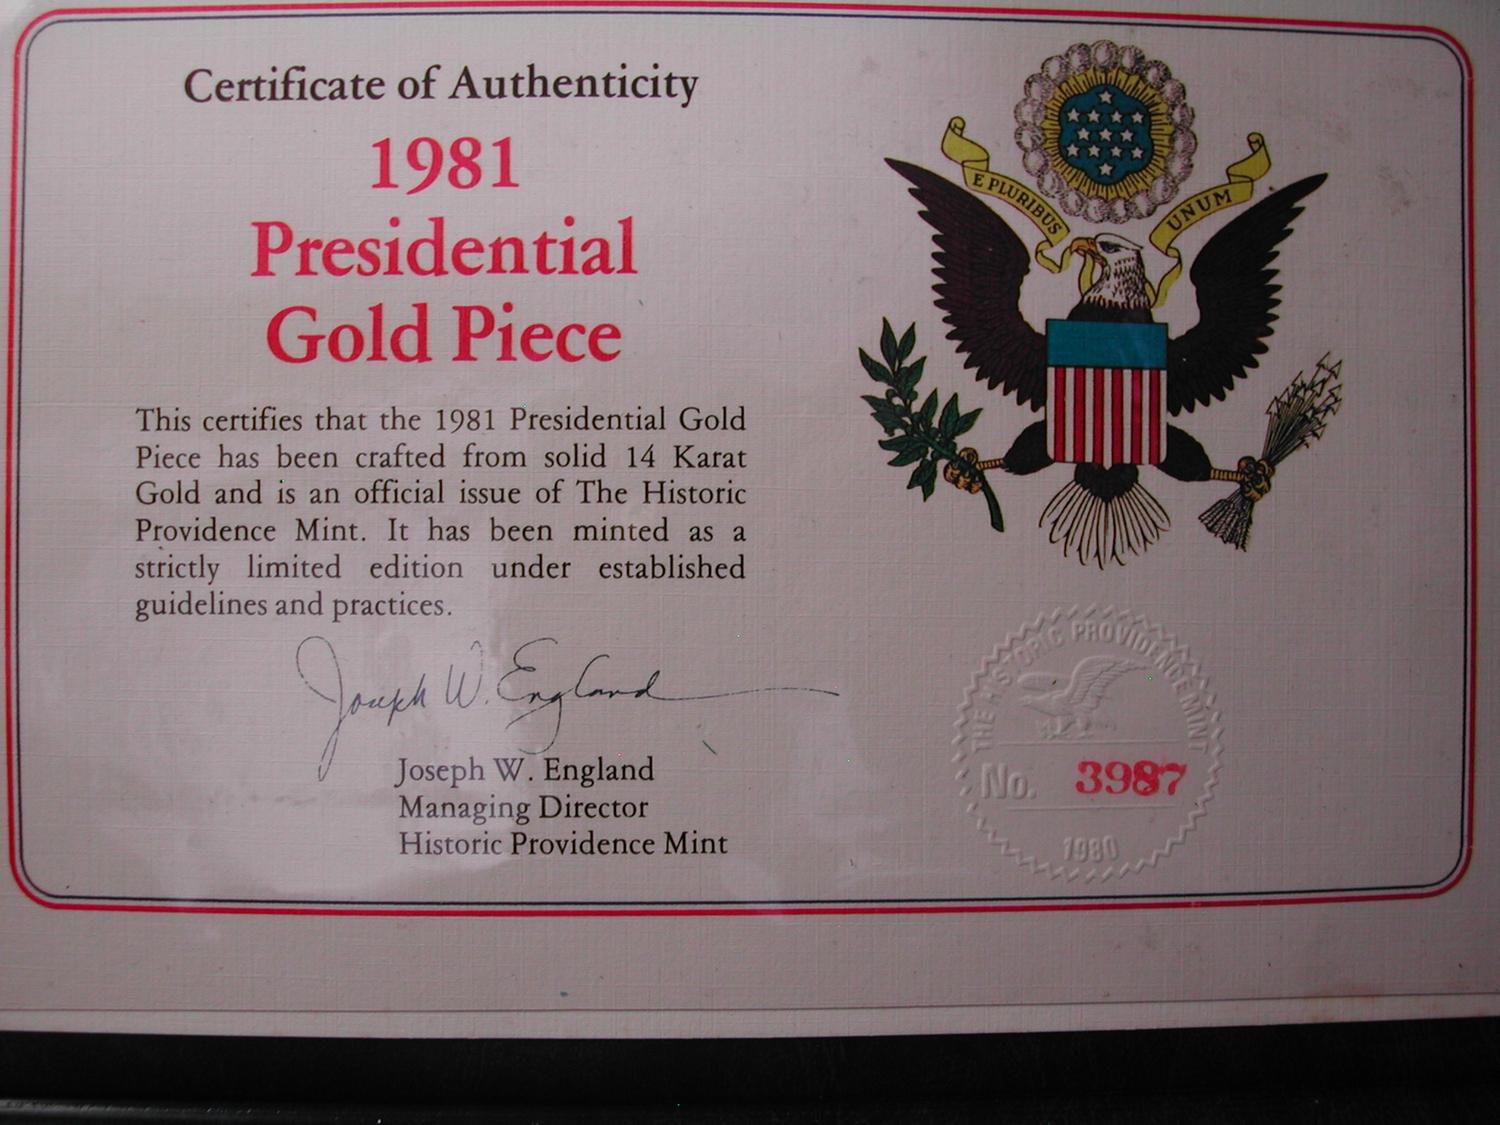 Certificate of Authenticity
1981
Presidential
Gold Piece
This certifies that the 1981 Presidential Gold
Piece has been crafted from solid 14 Karat
Gold and is an official issue of The Historic
Providence Mint. It has been minted as a
strictly limited edition under established
guidelines and practices.
Joseph W. England
Joseph W. England
Managing Director
Historic Providence Mint
E PLURIBUS UNUM
THE HISTORIC PROVIDENCE MINT
No. 3987
1980